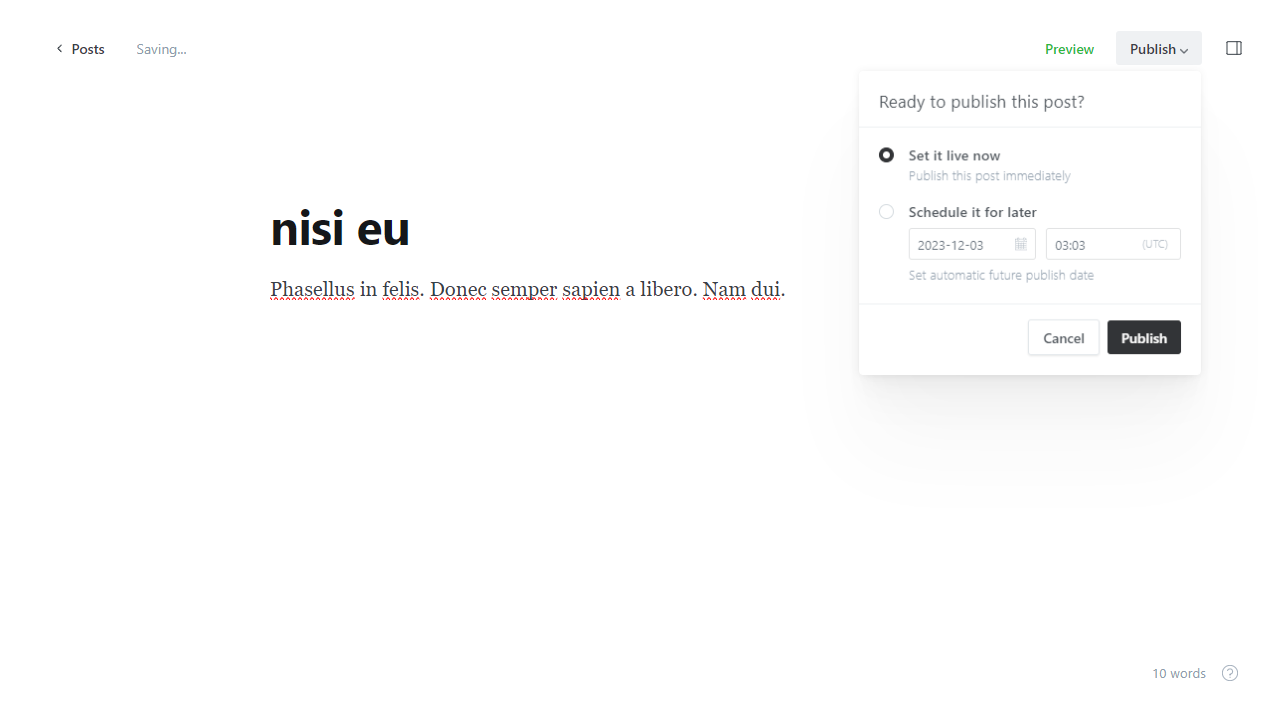 Posts
Saving...
Preview
Publish
Ready to publish this post?
Set it live now
Publish this post immediately
Schedule it for later
2023-12-03
03:03
(UTC)
Set automatic future publish date
Cancel
Publish
nisi eu
Phasellus in felis. Donec semper sapien a libero. Nam dui.
10 words